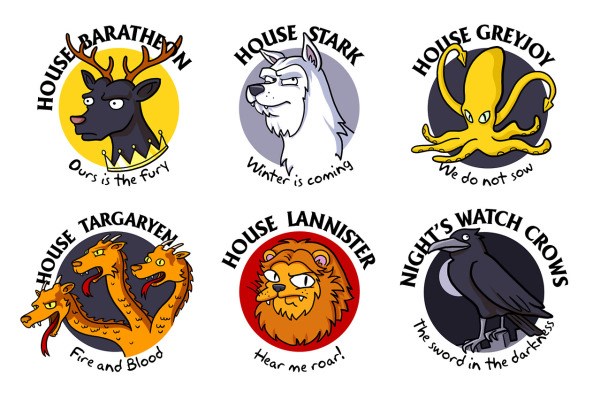 HOUSE BARATHEON
Ours is the fury
HOUSE STARK
Winter is coming
HOUSE GREYJOY
We do not sow
HOUSE TARGARYEN
Fire and Blood
HOUSE LANNISTER
Hear me roar!
NIGHT'S WATCH CROWS
The sword in the darkness